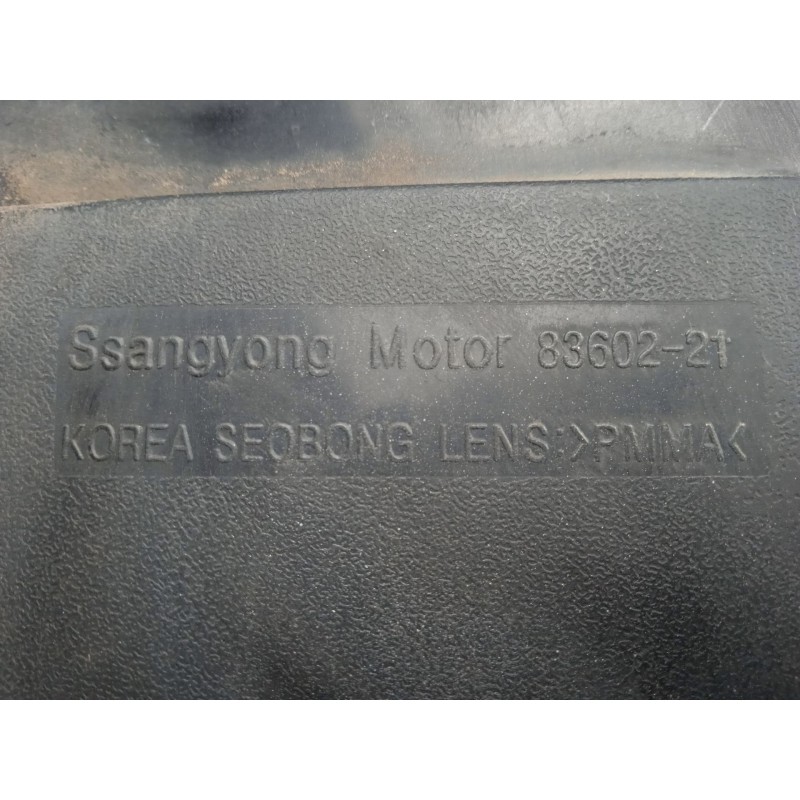 Ssangyong Motor 83602-21
KOREA SEOBONG LENS:>PMMA<